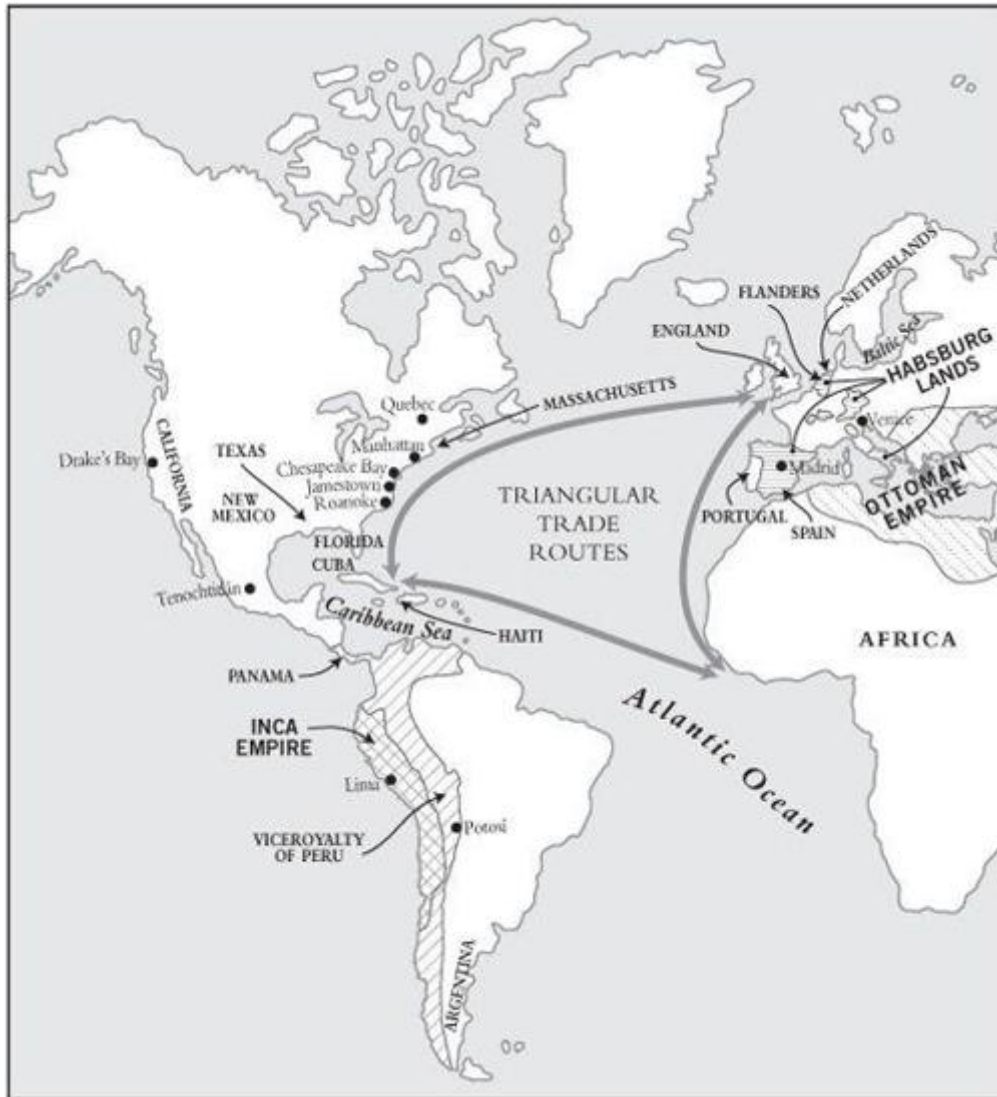 NETHERLANDS
FLANDERS
ENGLAND
Baltic Sea
HABSBURG
LANDS
MASSACHUSETTS
Quebec
Venice
Manhattan
TEXAS
CALIFORNIA
Drake's Bay
Chesapeake Bay
Jamestown
Roanoke
NEW
MEXICO
Madrid
TRIANGULAR
TRADE
ROUTES
OTTOMAN
EMPIRE
PORTUGAL
SPAIN
FLORIDA
CUBA
Tenochtitlán
Caribbean Sea
HAITI
AFRICA
PANAMA
Atlantic Ocean
INCA
EMPIRE
Lima
Potosí
VICEROYALTY
OF PERU
ARGENTINA